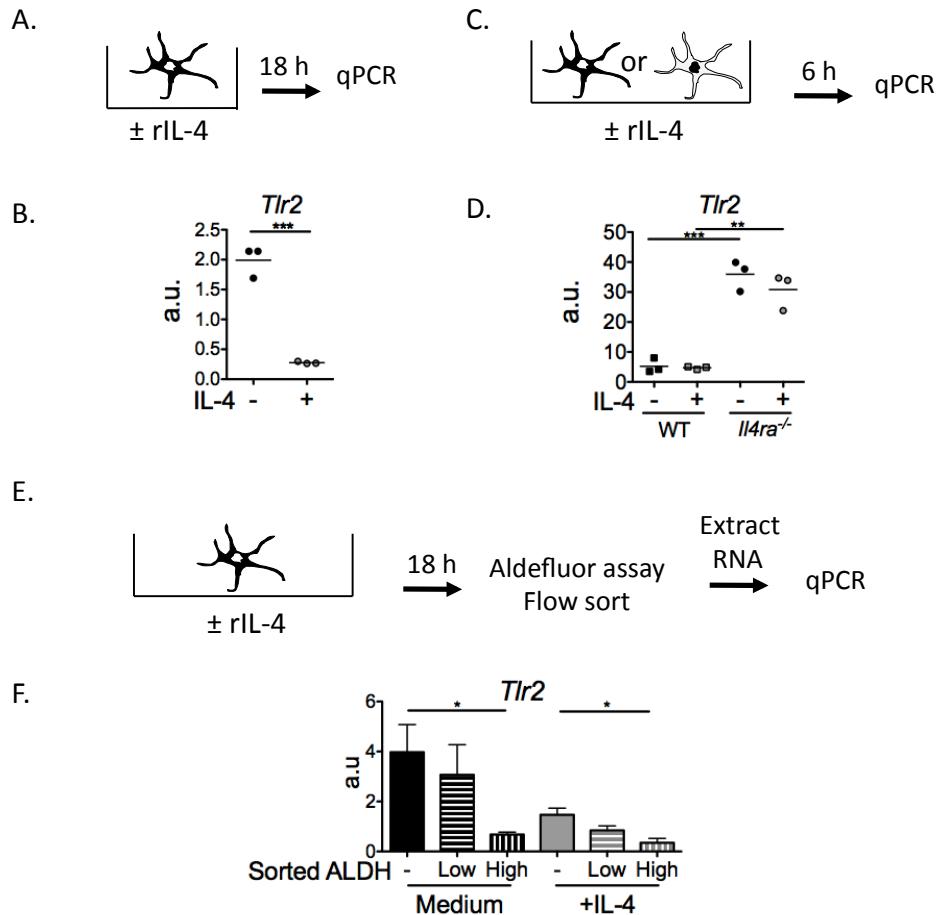 A.
18 h
qPCR
± rIL-4
C.
or
6 h
qPCR
± rIL-4
B.
Tlr2
***
2.5
2.0
1.5
1.0
0.5
0.0
a.u.
IL-4 - +
D.
Tlr2
*** **
50
40
30
20
10
0
a.u.
IL-4 - + - +
WT Il4ra-/-
E.
± rIL-4
18 h
Aldefluor assay
Flow sort
Extract
RNA
qPCR
F.
Tlr2
* *
6
4
2
0
a.u
Sorted ALDH - Low High - Low High
Medium +IL-4